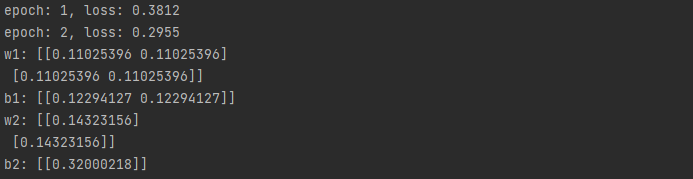 epoch: 1, loss: 0.3812
epoch: 2, loss: 0.2955
w1: [[0.11025396 0.11025396]
 [0.11025396 0.11025396]]
b1: [[0.12294127 0.12294127]]
w2: [[0.14323156]
 [0.14323156]]
b2: [[0.32000218]]